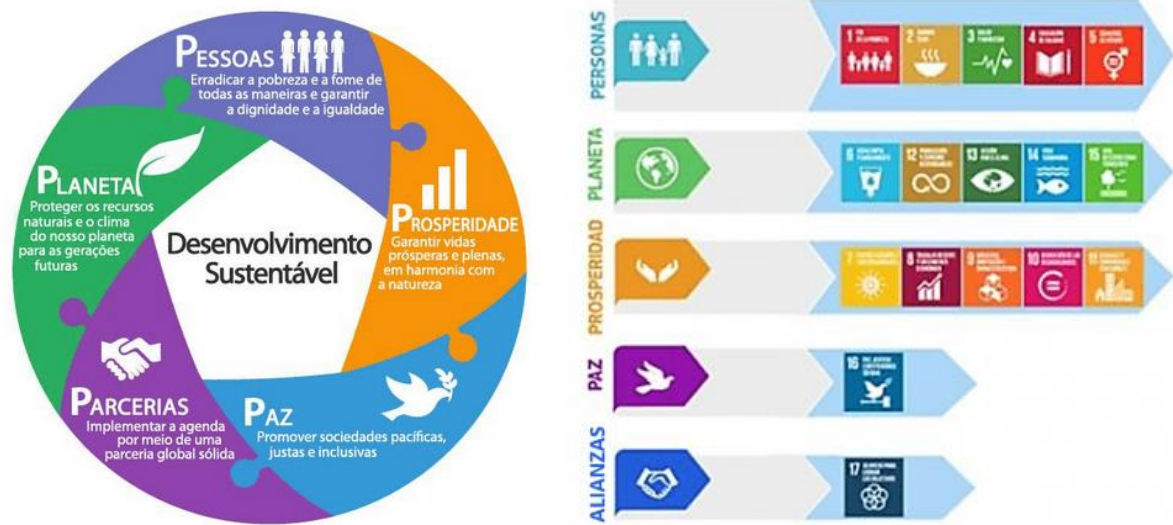 PESSOAS
Erradicar a pobreza e a fome de
todas as maneiras e garantir
a dignidade e a igualdade
PLANETA
Proteger os recursos
naturais e o clima
do nosso planeta
para as gerações
futuras
PROSPERIDADE
Garantir vidas
prósperas e plenas,
em harmonia com
a natureza
Desenvolvimento
Sustentável
PARCERIAS
Implementar a agenda
por meio de uma
parceria global sólida
PAZ
Promover sociedades pacíficas,
justas e inclusivas
PERSONAS
1
2
3
4
5
PLANETA
6
12
13
14
15
PROSPERIDAD
7
8
9
10
11
PAZ
16
ALIANZAS
17